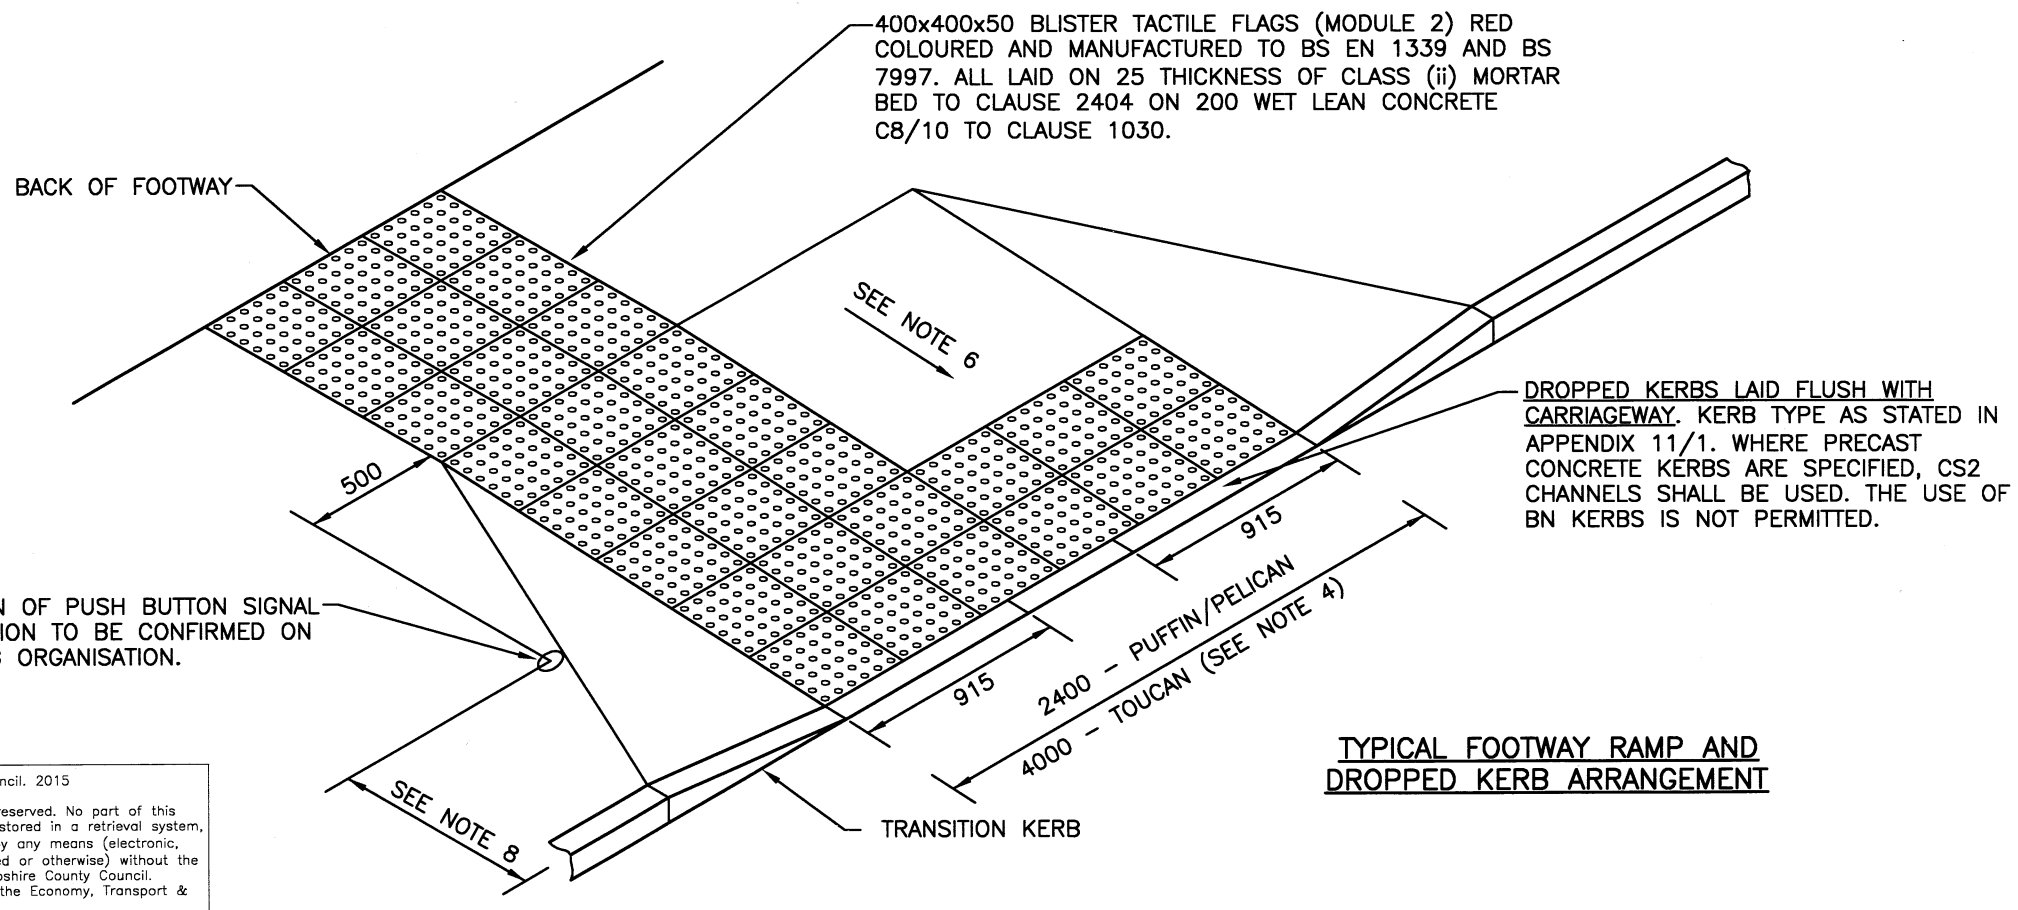 400x400x50 BLISTER TACTILE FLAGS (MODULE 2) RED
COLOURED AND MANUFACTURED TO BS EN 1339 AND BS
7997. ALL LAID ON 25 THICKNESS OF CLASS (ii) MORTAR
BED TO CLAUSE 2404 ON 200 WET LEAN CONCRETE
C8/10 TO CLAUSE 1030.
BACK OF FOOTWAY
SEE NOTE 6
DROPPED KERBS LAID FLUSH WITH
CARRIAGEWAY. KERB TYPE AS STATED IN
APPENDIX 11/1. WHERE PRECAST
CONCRETE KERBS ARE SPECIFIED, CS2
CHANNELS SHALL BE USED. THE USE OF
BN KERBS IS NOT PERMITTED.
500
915
OF PUSH BUTTON SIGNAL
TO BE CONFIRMED ON
ORGANISATION.
915
2400 - PUFFIN/PELICAN
4000 - TOUCAN (SEE NOTE 4)
SEE NOTE 8
TRANSITION KERB
TYPICAL FOOTWAY RAMP AND
DROPPED KERB ARRANGEMENT
2015
reserved. No part of this
stored in a retrieval system,
by any means (electronic,
or otherwise) without the
County Council.
the Economy, Transport &